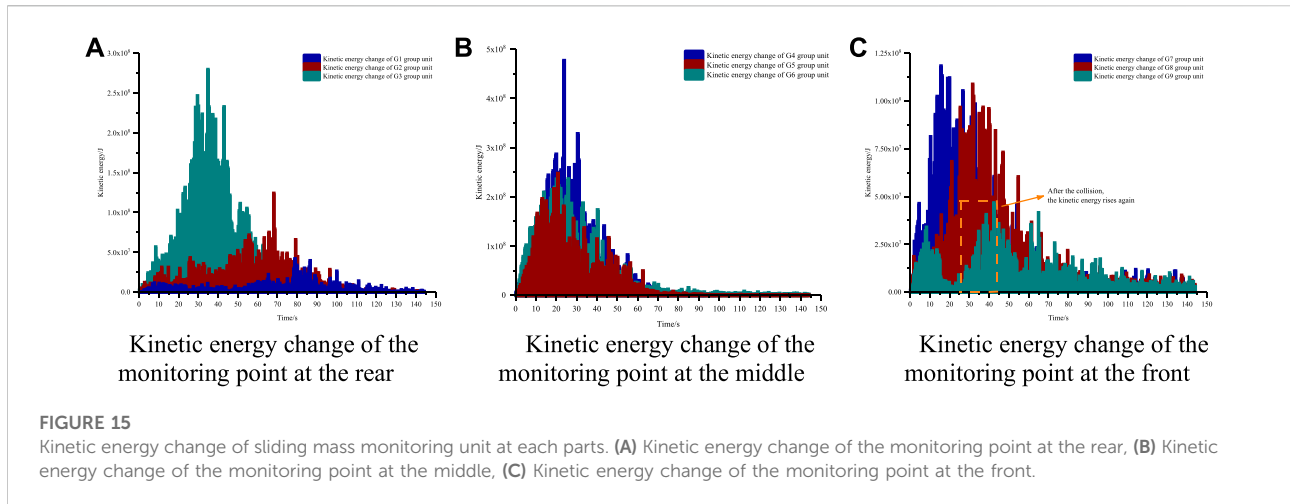 A
Kinetic energy change of G1 group unit
Kinetic energy change of G2 group unit
Kinetic energy change of G3 group unit
3.0x10⁸
2.5x10⁸
2.0x10⁸
1.5x10⁸
1.0x10⁸
5.0x10⁷
0.0
Kinetic energy/J
0 10 20 30 40 50 60 70 80 90 100 110 120 130 140 150
Time/s
Kinetic energy change of the
monitoring point at the rear
B
Kinetic energy change of G4 group unit
Kinetic energy change of G5 group unit
Kinetic energy change of G6 group unit
5x10⁸
4x10⁸
3x10⁸
2x10⁸
1x10⁸
0
Kinetic energy/J
0 10 20 30 40 50 60 70 80 90 100 110 120 130 140 150
Time/s
Kinetic energy change of the
monitoring point at the middle
C
Kinetic energy change of G7 group unit
Kinetic energy change of G8 group unit
Kinetic energy change of G9 group unit
1.25x10⁸
1.00x10⁸
7.50x10⁷
5.00x10⁷
2.50x10⁷
0.00
Kinetic energy/J
After the collision,
the kinetic energy rises again
0 10 20 30 40 50 60 70 80 90 100 110 120 130 140 150
Time/s
Kinetic energy change of the
monitoring point at the front
FIGURE 15
Kinetic energy change of sliding mass monitoring unit at each parts. (A) Kinetic energy change of the monitoring point at the rear, (B) Kinetic
energy change of the monitoring point at the middle, (C) Kinetic energy change of the monitoring point at the front.